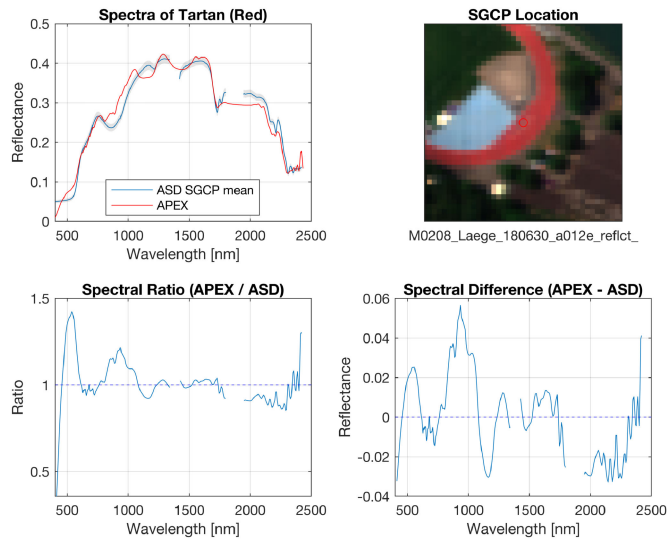 Spectra of Tartan (Red)
0.5
0.4
0.3
0.2
0.1
0
Reflectance
ASD SGCP mean
APEX
500 1000 1500 2000 2500
Wavelength [nm]
SGCP Location
M0208_Laege_180630_a012e_reflct_
Spectral Ratio (APEX / ASD)
1.5
1
0.5
Ratio
500 1000 1500 2000 2500
Wavelength [nm]
Spectral Difference (APEX - ASD)
0.06
0.04
0.02
0
-0.02
-0.04
Reflectance
500 1000 1500 2000 2500
Wavelength [nm]